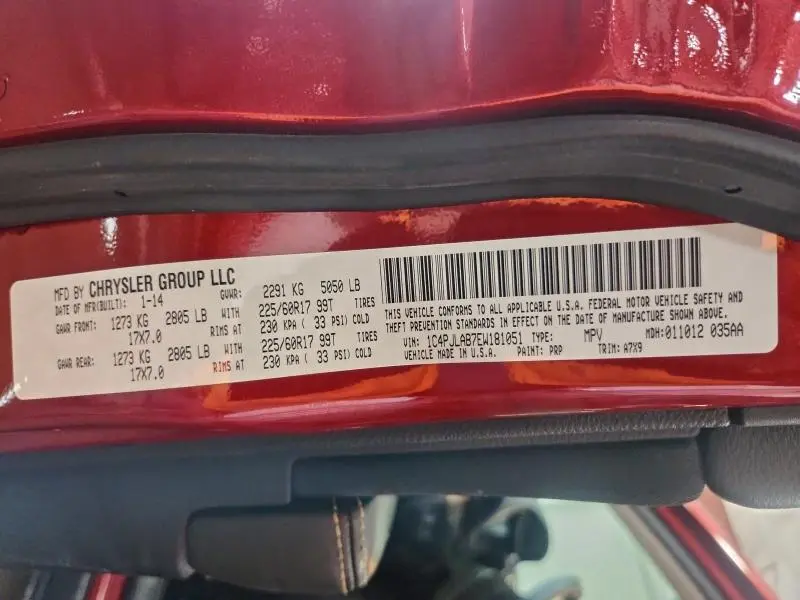 MFD BY CHRYSLER GROUP LLC
DATE OF MFR(BUILT): 1-14 GVWR: 2291 KG 5050 LB
GAWR FRONT: 1273 KG 2805 LB WITH 225/60R17 99T TIRES
17X7.0 RIMS AT 230 KPA ( 33 PSI) COLD
GAWR REAR: 1273 KG 2805 LB WITH 225/60R17 99T TIRES
17X7.0 RIMS AT 230 KPA ( 33 PSI) COLD
THIS VEHICLE CONFORMS TO ALL APPLICABLE U.S.A. FEDERAL MOTOR VEHICLE SAFETY AND
THEFT PREVENTION STANDARDS IN EFFECT ON THE DATE OF MANUFACTURE SHOWN ABOVE.
VIN: 1C4PJLAB7EW181051 TYPE: MPV MDH: 011012 035AA
VEHICLE MADE IN U.S.A. PAINT: PRP TRIM: A7X9